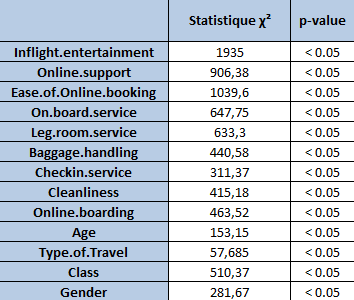 Statistique χ² p-value
Inflight.entertainment 1935 < 0.05
Online.support 906,38 < 0.05
Ease.of.Online.booking 1039,6 < 0.05
On.board.service 647,75 < 0.05
Leg.room.service 633,3 < 0.05
Baggage.handling 440,58 < 0.05
Checkin.service 311,37 < 0.05
Cleanliness 415,18 < 0.05
Online.boarding 463,52 < 0.05
Age 153,15 < 0.05
Type.of.Travel 57,685 < 0.05
Class 510,37 < 0.05
Gender 281,67 < 0.05